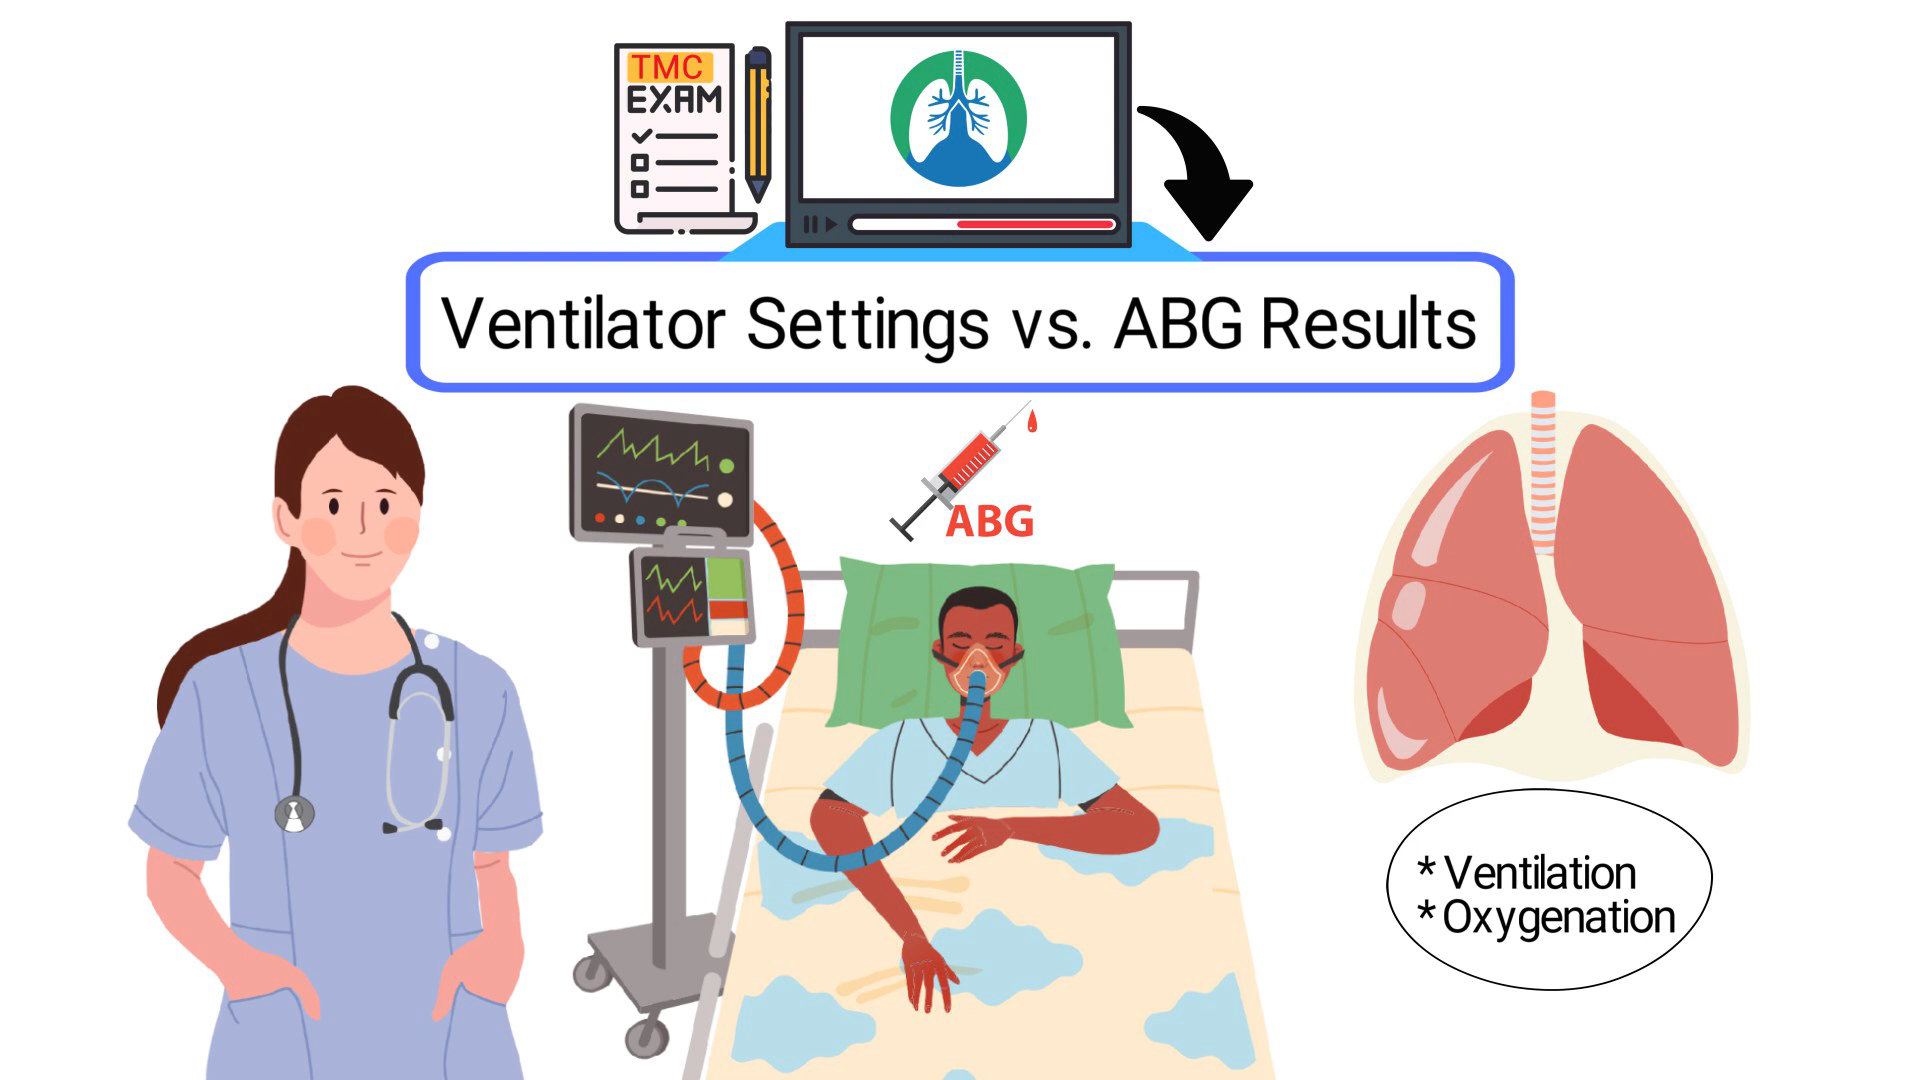 TMC
EXAM
Ventilator Settings vs. ABG Results
ABG
* Ventilation
* Oxygenation